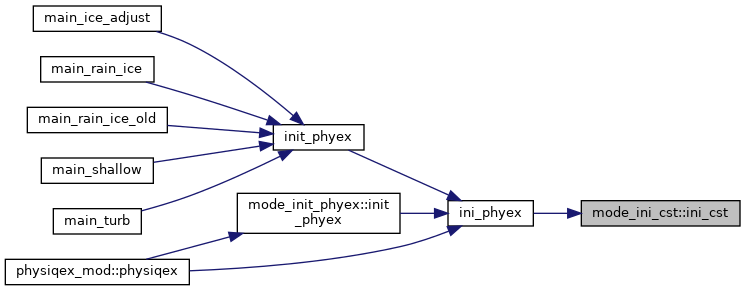 main_ice_adjust
main_rain_ice
main_rain_ice_old
main_shallow
main_turb
physiqex_mod::physiqex
init_phyex
mode_init_phyex::init
_phyex
ini_phyex
mode_ini_cst::ini_cst